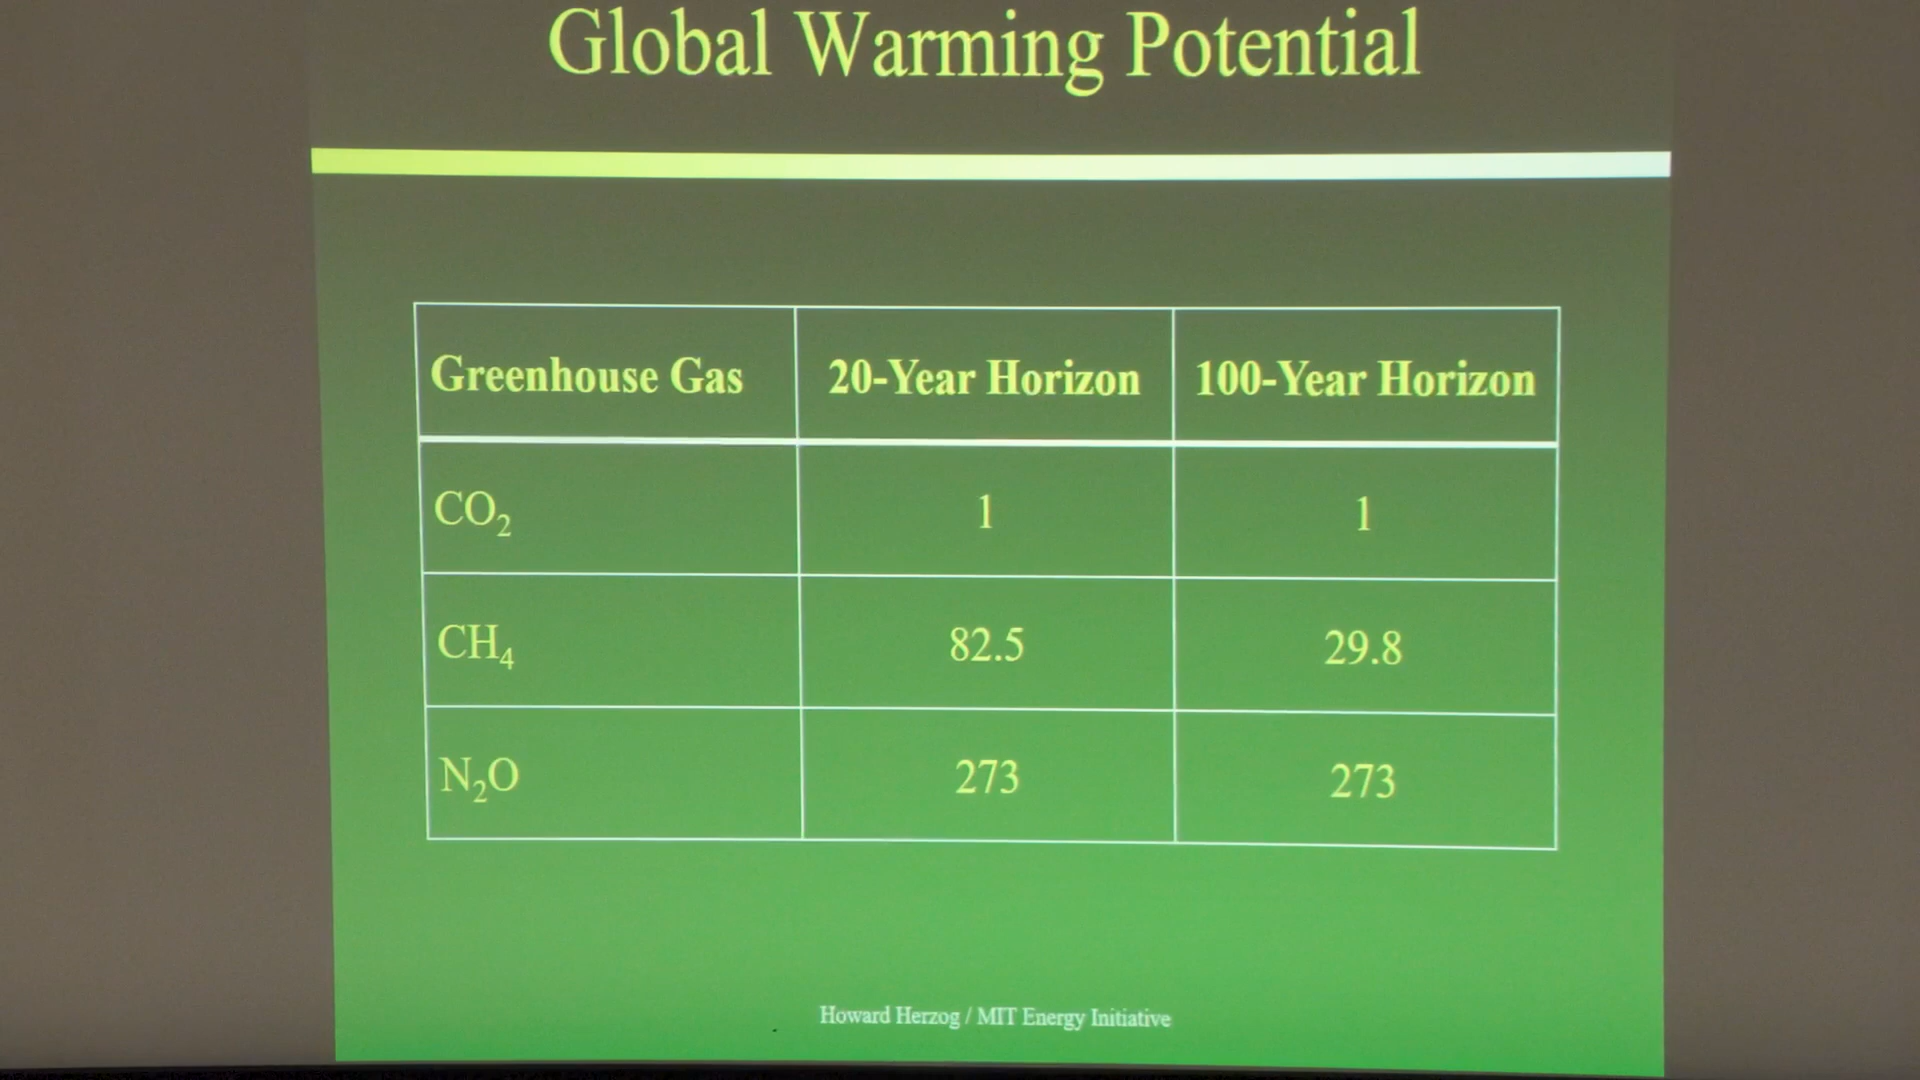 Global Warming Potential
Greenhouse Gas 20-Year Horizon 100-Year Horizon
CO₂ 1 1
CH₄ 82.5 29.8
N₂O 273 273
Howard Herzog / MIT Energy Initiative